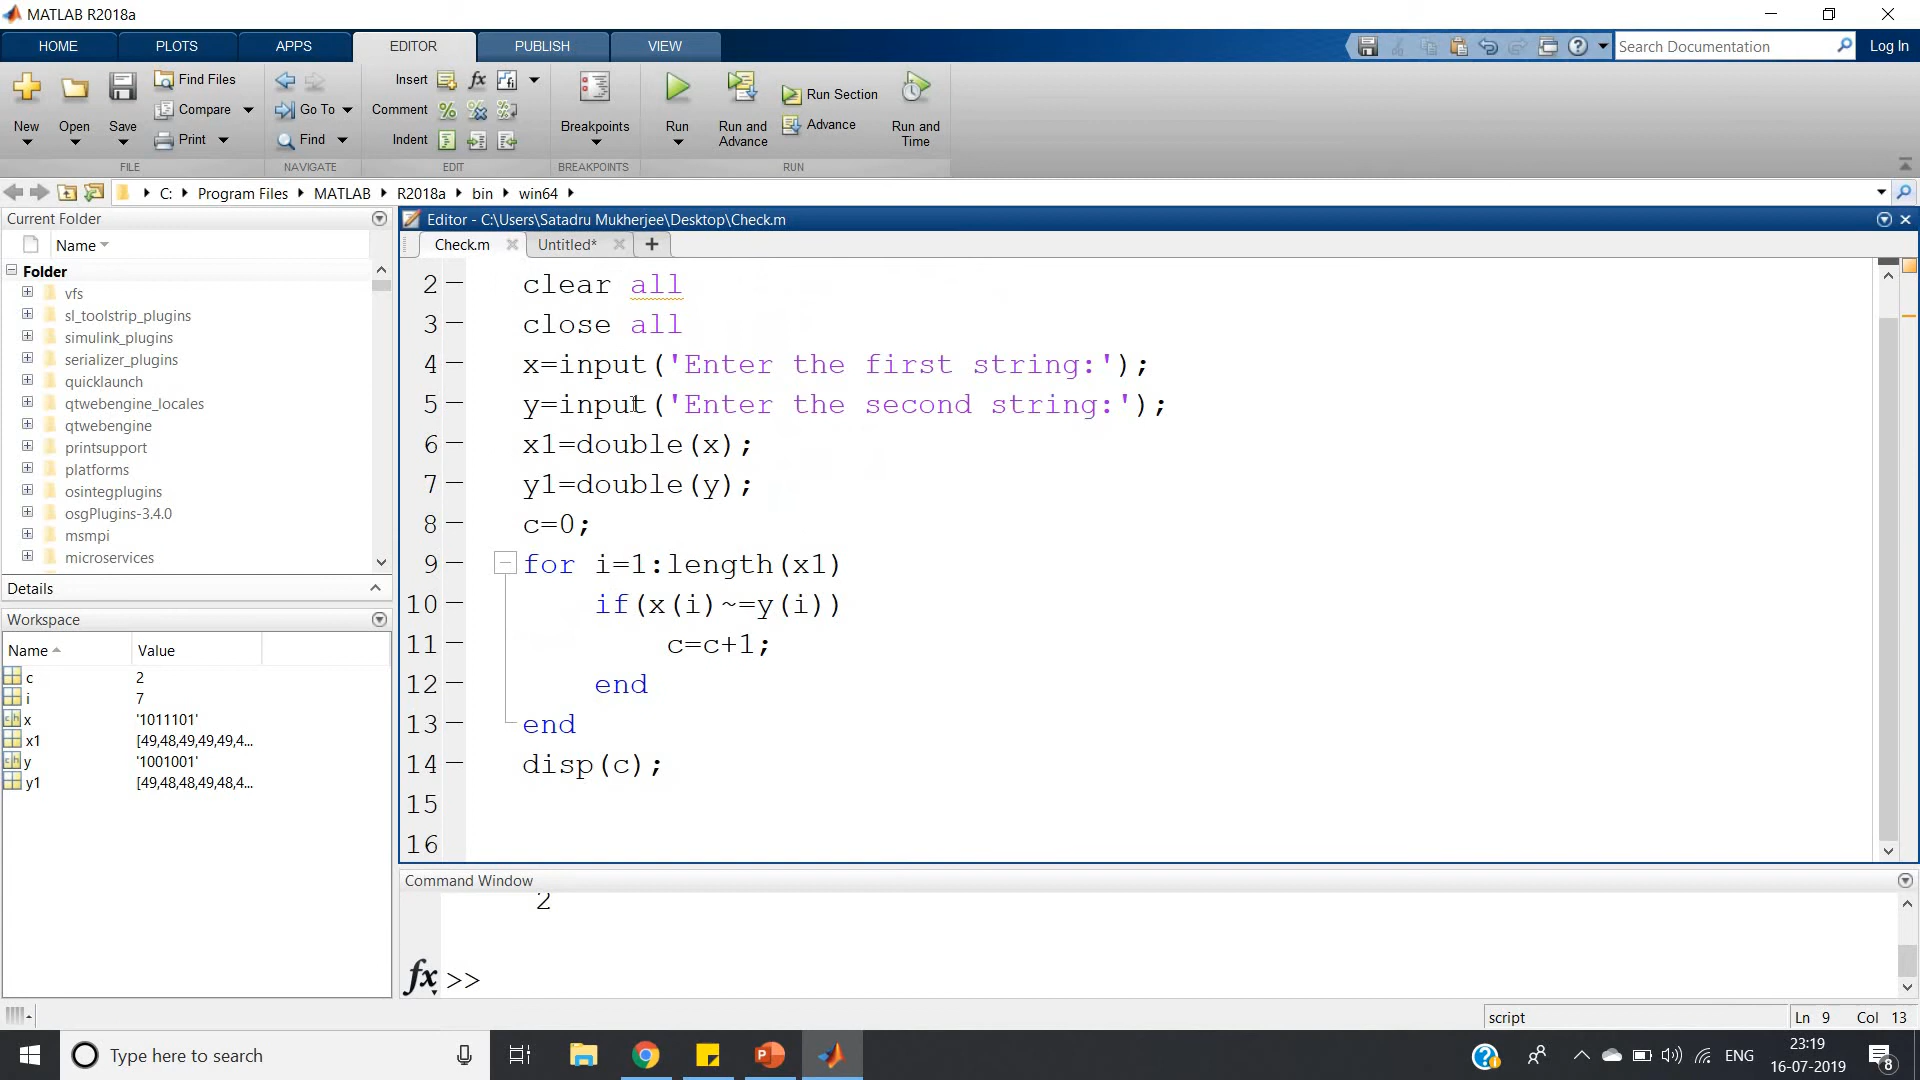 MATLAB R2018a
HOME PLOTS APPS EDITOR PUBLISH VIEW Search Documentation Log In
New Open Save Find Files Compare Print
Go To Find
Insert fx
Comment
Indent
Breakpoints Run Run and Advance Run Section Advance Run and Time
FILE NAVIGATE EDIT BREAKPOINTS RUN
C: Program Files MATLAB R2018a bin win64
Current Folder
Name
Folder
vfs
sl_toolstrip_plugins
simulink_plugins
serializer_plugins
quicklaunch
qtwebengine_locales
qtwebengine
printsupport
platforms
osintegplugins
osgPlugins-3.4.0
msmpi
microservices
Details
Workspace
Name Value
c 2
i 7
x '1011101'
x1 [49,48,49,49,49,4...
y '1001001'
y1 [49,48,48,49,48,4...
Editor - C:\Users\Satadru Mukherjee\Desktop\Check.m
Check.m Untitled*
2 clear all
3 close all
4 x=input('Enter the first string:');
5 y=input('Enter the second string:');
6 x1=double(x);
7 y1=double(y);
8 c=0;
9 for i=1:length(x1)
10 if(x(i)~=y(i))
11 c=c+1;
12 end
13 end
14 disp(c);
15
16
Command Window
2
fx >>
script Ln 9 Col 13
Type here to search
ENG
23:19
16-07-2019
8